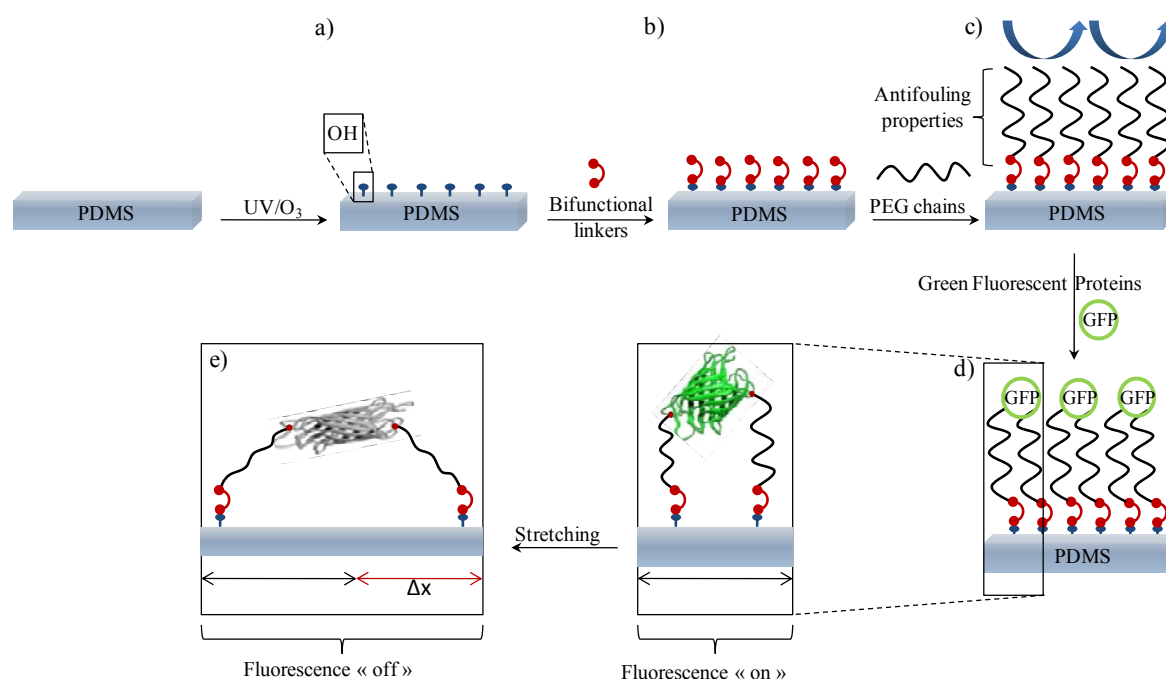 a)
b)
c)
OH
Antifouling
properties
PDMS
UV/O₃
PDMS
Bifunctional
linkers
PDMS
PEG chains
PDMS
Green Fluorescent Proteins
GFP
e)
d)
GFP
GFP
GFP
Stretching
PDMS
Δx
Fluorescence « off »
Fluorescence « on »